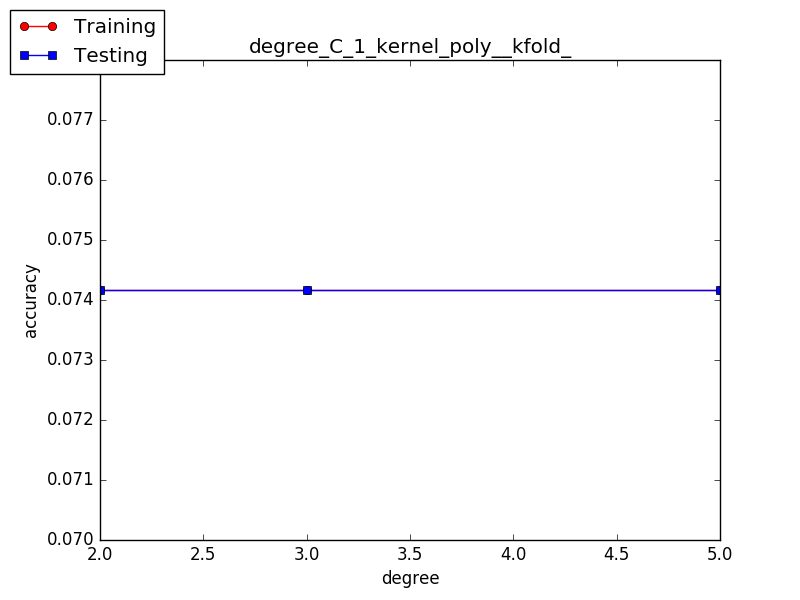 Training
Testing
degree_C_1_kernel_poly__kfold_
0.077
0.076
0.075
0.074
0.073
0.072
0.071
0.070
accuracy
2.0 2.5 3.0 3.5 4.0 4.5 5.0
degree